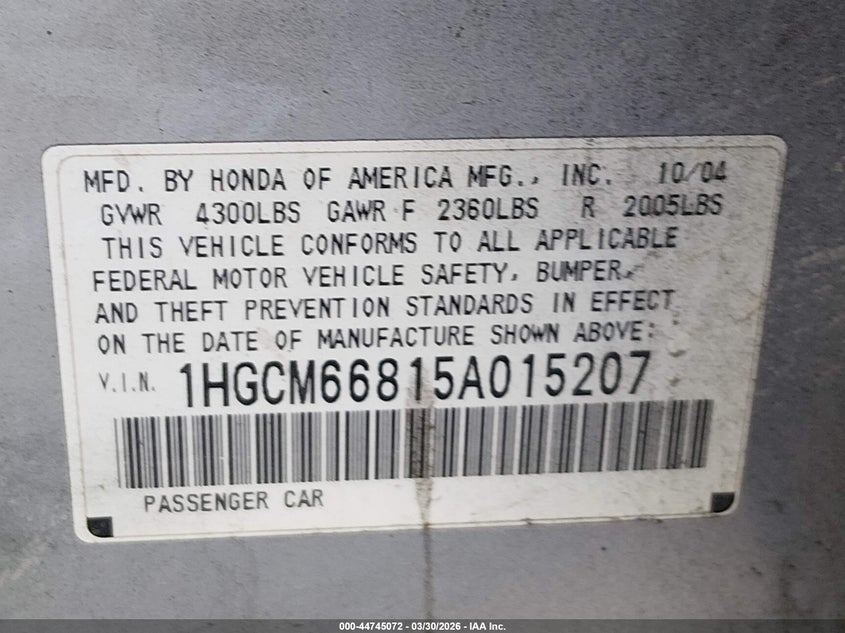 MFD. BY HONDA OF AMERICA MFG., INC. 10/04
GVWR 4300LBS GAWR F 2360LBS R 2005LBS
THIS VEHICLE CONFORMS TO ALL APPLICABLE
FEDERAL MOTOR VEHICLE SAFETY, BUMPER,
AND THEFT PREVENTION STANDARDS IN EFFECT
ON THE DATE OF MANUFACTURE SHOWN ABOVE:
V.I.N. 1HGCM66815A015207
PASSENGER CAR
000-44745072 - 03/30/2026 - IAA Inc.